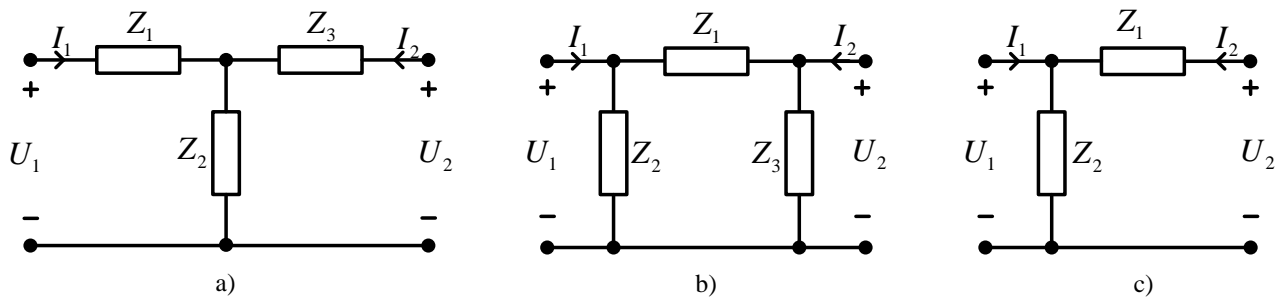 I₁ Z₁ Z₃ I₂
+ +
U₁ Z₂ U₂
− −
a)
I₁ Z₁ I₂
+ +
U₁ Z₂ Z₃ U₂
− −
b)
I₁ Z₁ I₂
+ +
U₁ Z₂ U₂
− −
c)